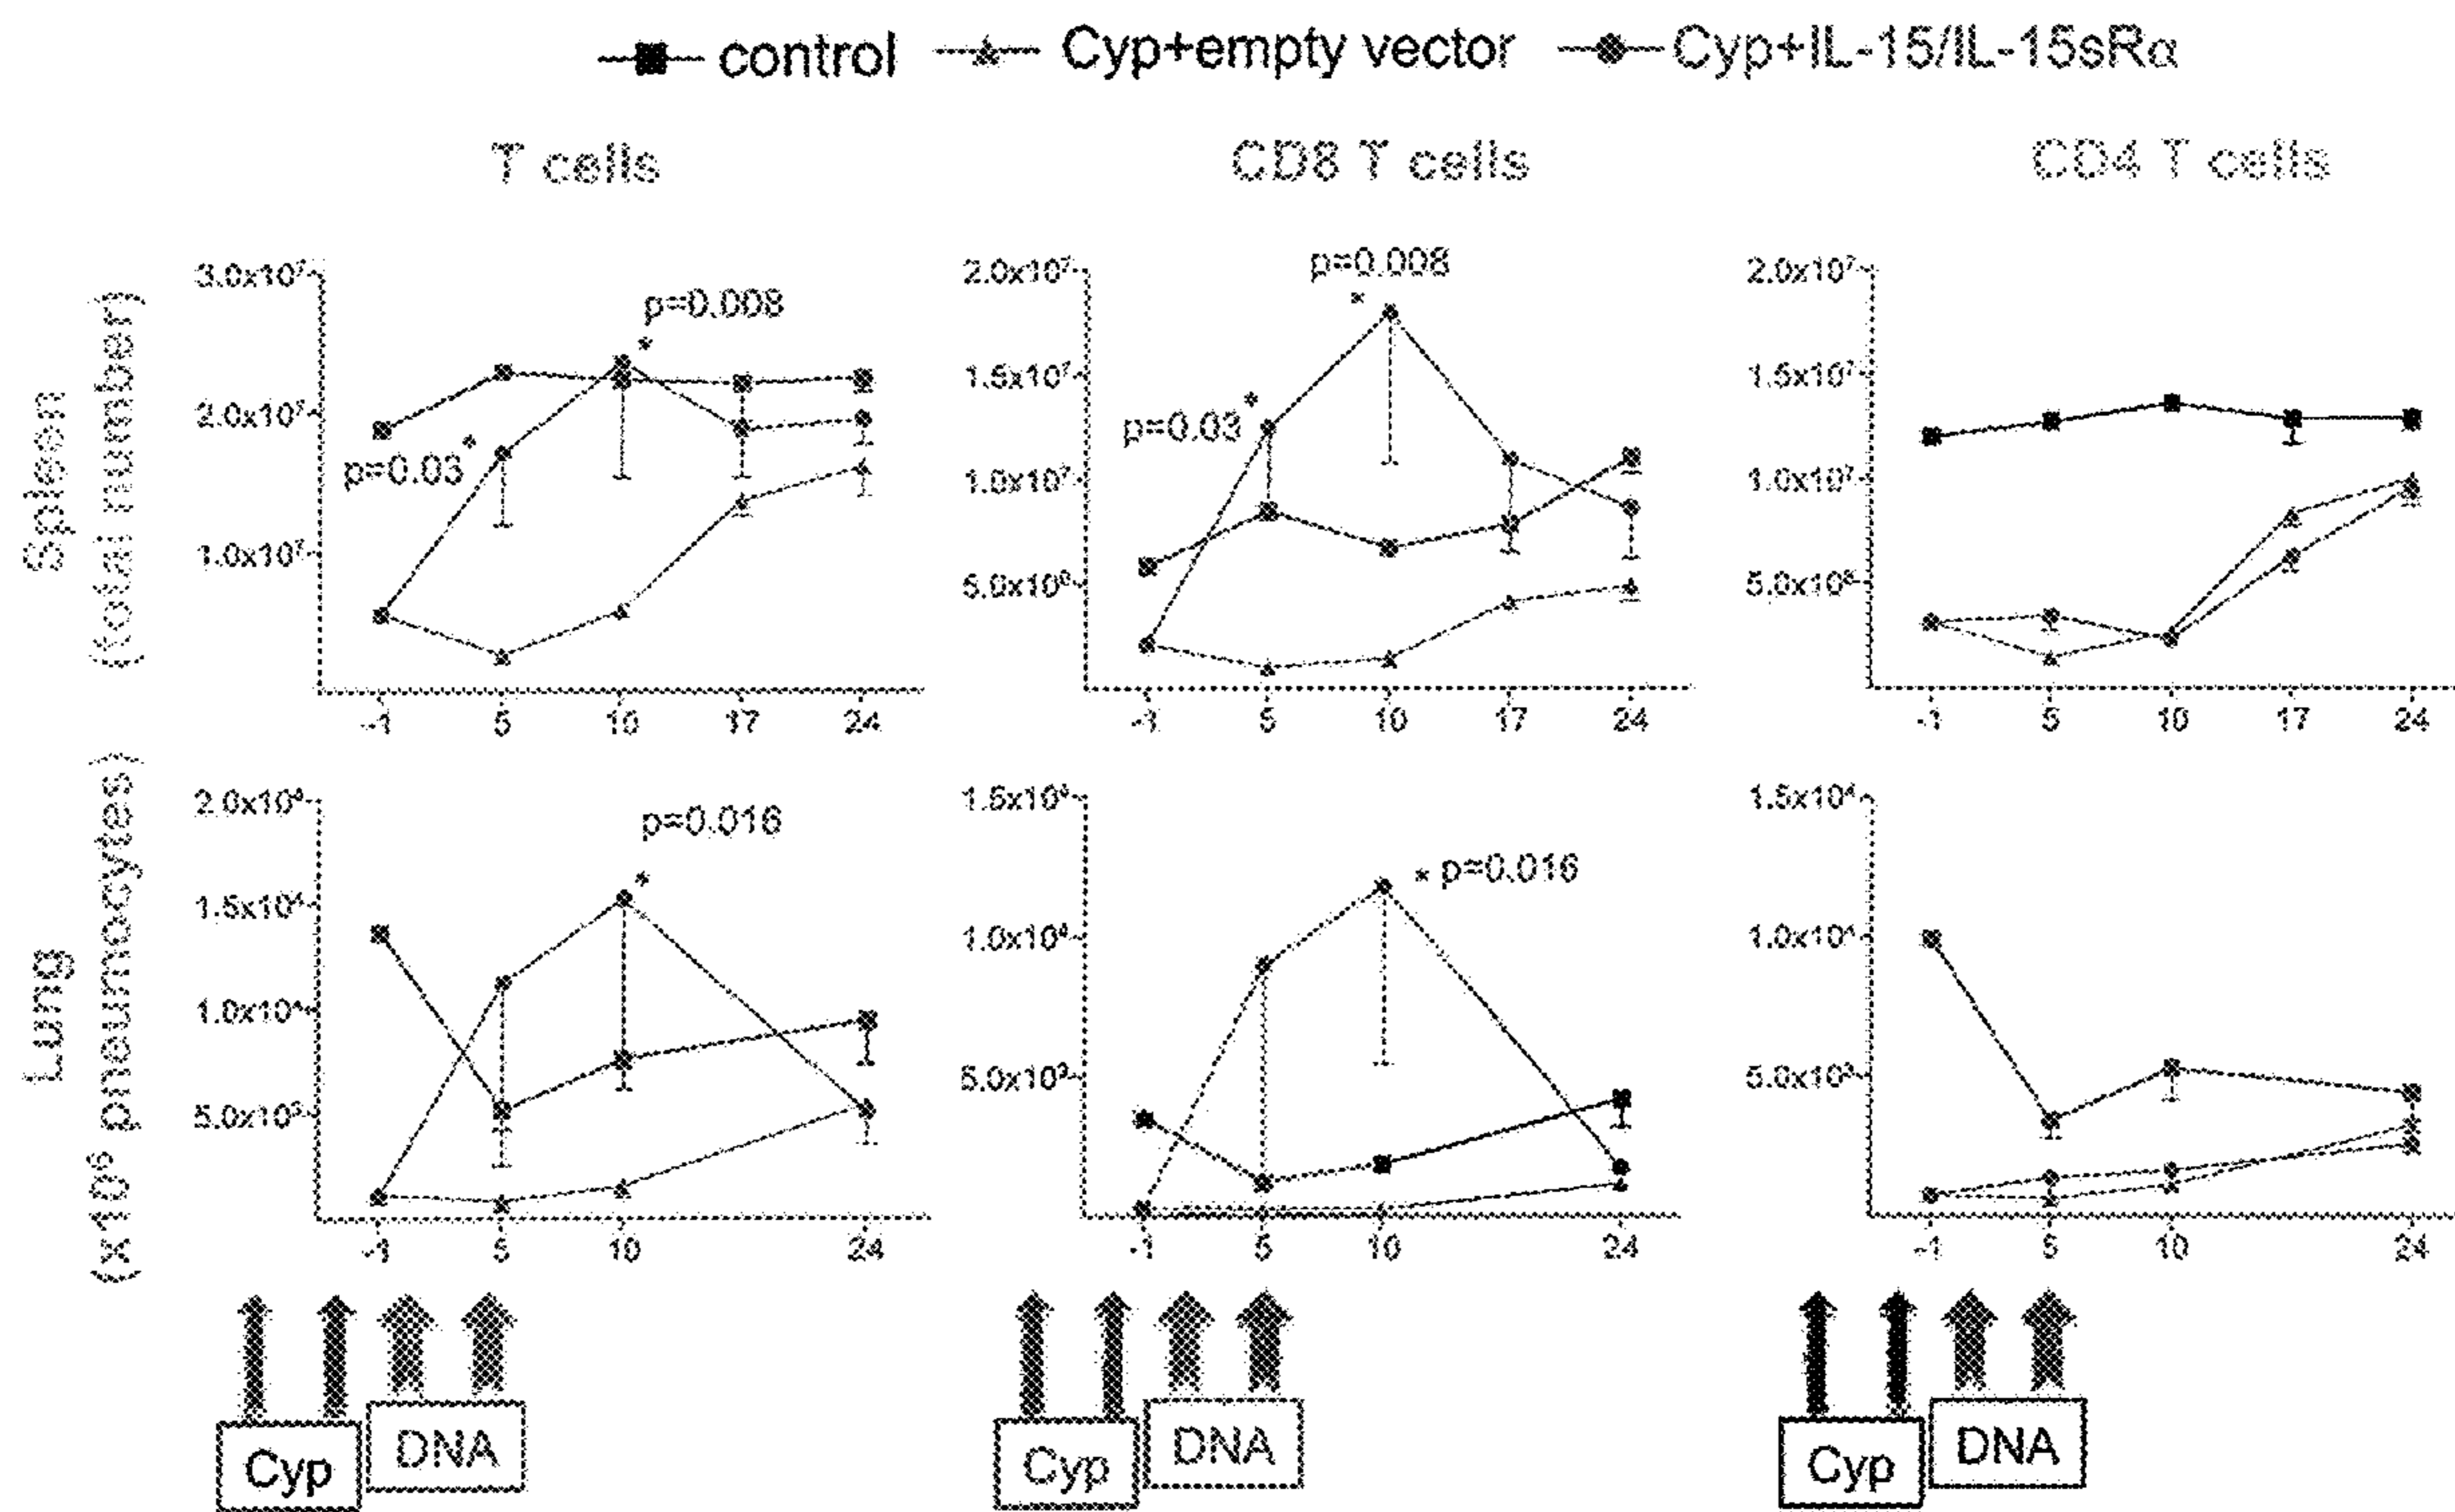 control Cyp+empty vector Cyp+IL-15/IL-15sRα
T cells CD8 T cells CD4 T cells
Spleen
(total number)
3.0x10⁷
2.0x10⁷
1.0x10⁷
p=0.03*
* p=0.008
-1 5 10 17 24
2.0x10⁷
1.5x10⁷
1.0x10⁷
5.0x10⁶
p=0.03*
p=0.008
*
-1 5 10 17 24
2.0x10⁷
1.5x10⁷
1.0x10⁷
5.0x10⁶
-1 5 10 17 24
Lung
(x10⁶ pneumocytes)
2.0x10⁴
1.5x10⁴
1.0x10⁴
5.0x10³
p=0.016
*
-1 5 10 24
1.5x10⁴
1.0x10⁴
5.0x10³
* p=0.016
-1 5 10 24
1.5x10⁴
1.0x10⁴
5.0x10³
-1 5 10 24
Cyp DNA
Cyp DNA
Cyp DNA